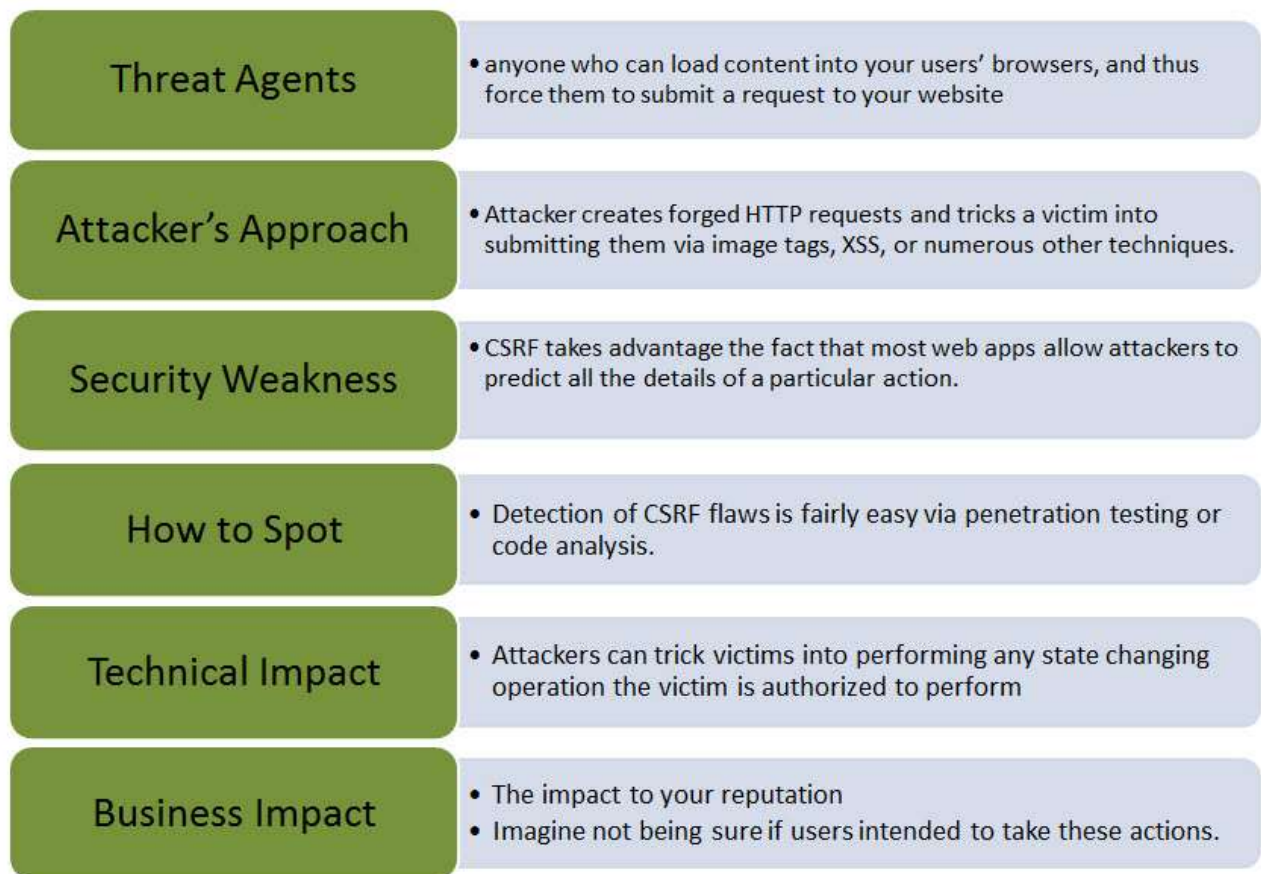 Threat Agents
• anyone who can load content into your users’ browsers, and thus
force them to submit a request to your website
Attacker’s Approach
• Attacker creates forged HTTP requests and tricks a victim into
submitting them via image tags, XSS, or numerous other techniques.
Security Weakness
• CSRF takes advantage the fact that most web apps allow attackers to
predict all the details of a particular action.
How to Spot
• Detection of CSRF flaws is fairly easy via penetration testing or
code analysis.
Technical Impact
• Attackers can trick victims into performing any state changing
operation the victim is authorized to perform
Business Impact
• The impact to your reputation
• Imagine not being sure if users intended to take these actions.